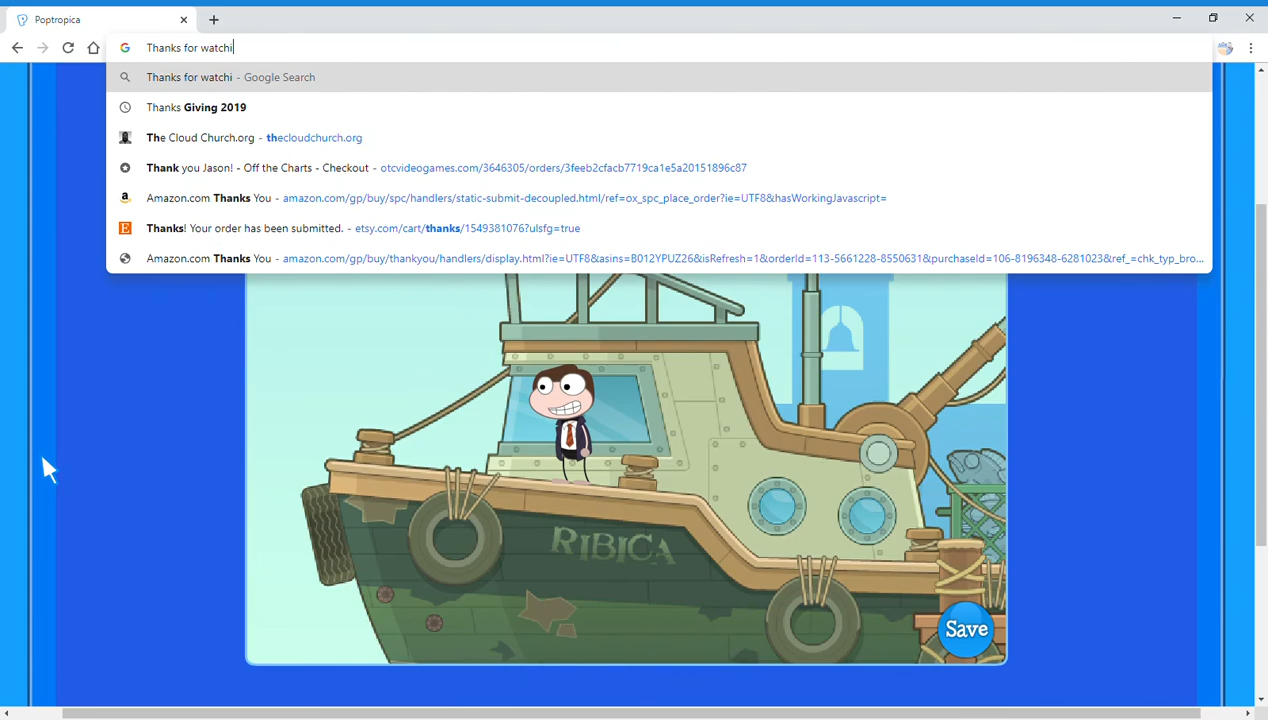 Poptropica
Thanks for watchi
Thanks for watchi - Google Search
Thanks Giving 2019
The Cloud Church.org - thecloudchurch.org
Thank you Jason! - Off the Charts - Checkout - otcvideogames.com/3646305/orders/3feeb2cfacb7719ca1e5a20151896c87
Amazon.com Thanks You - amazon.com/gp/buy/spc/handlers/static-submit-decoupled.html/ref=ox_spc_place_order?ie=UTF8&hasWorkingJavascript=
Thanks! Your order has been submitted. - etsy.com/cart/thanks/1549381076?ulsfg=true
Amazon.com Thanks You - amazon.com/gp/buy/thankyou/handlers/display.html?ie=UTF8&asins=B012YPUZ26&isRefresh=1&orderId=113-5661228-8550631&purchaseId=106-8196348-6281023&ref_=chk_typ_bro...
RIBICA
Save